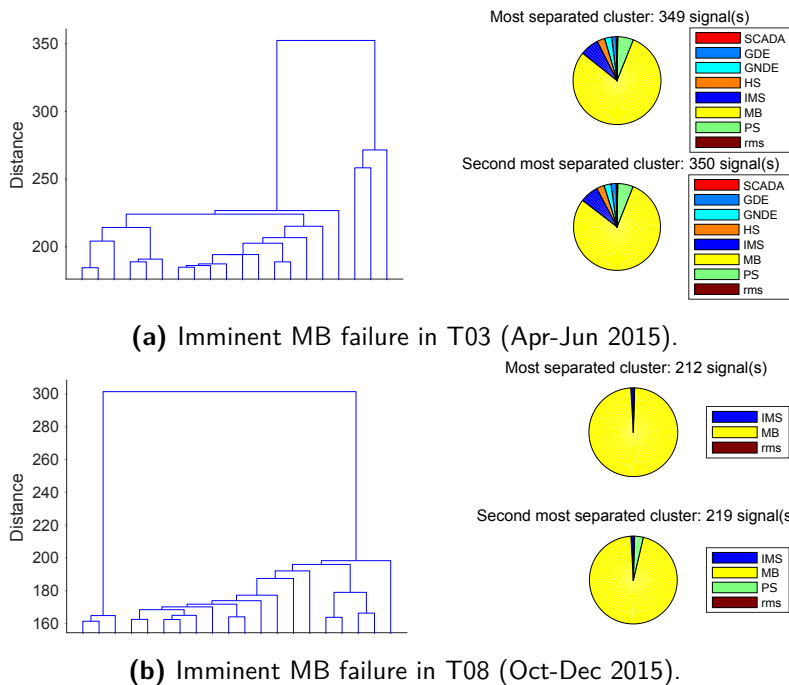 Most separated cluster: 349 signal(s)
350
300
250
200
Distance
SCADA
GDE
GNDE
HS
IMS
MB
PS
rms
Second most separated cluster: 350 signal(s)
SCADA
GDE
GNDE
HS
IMS
MB
PS
rms
(a) Imminent MB failure in T03 (Apr-Jun 2015).
Most separated cluster: 212 signal(s)
300
280
260
240
220
200
180
160
Distance
IMS
MB
rms
Second most separated cluster: 219 signal(s
IMS
MB
PS
rms
(b) Imminent MB failure in T08 (Oct-Dec 2015).